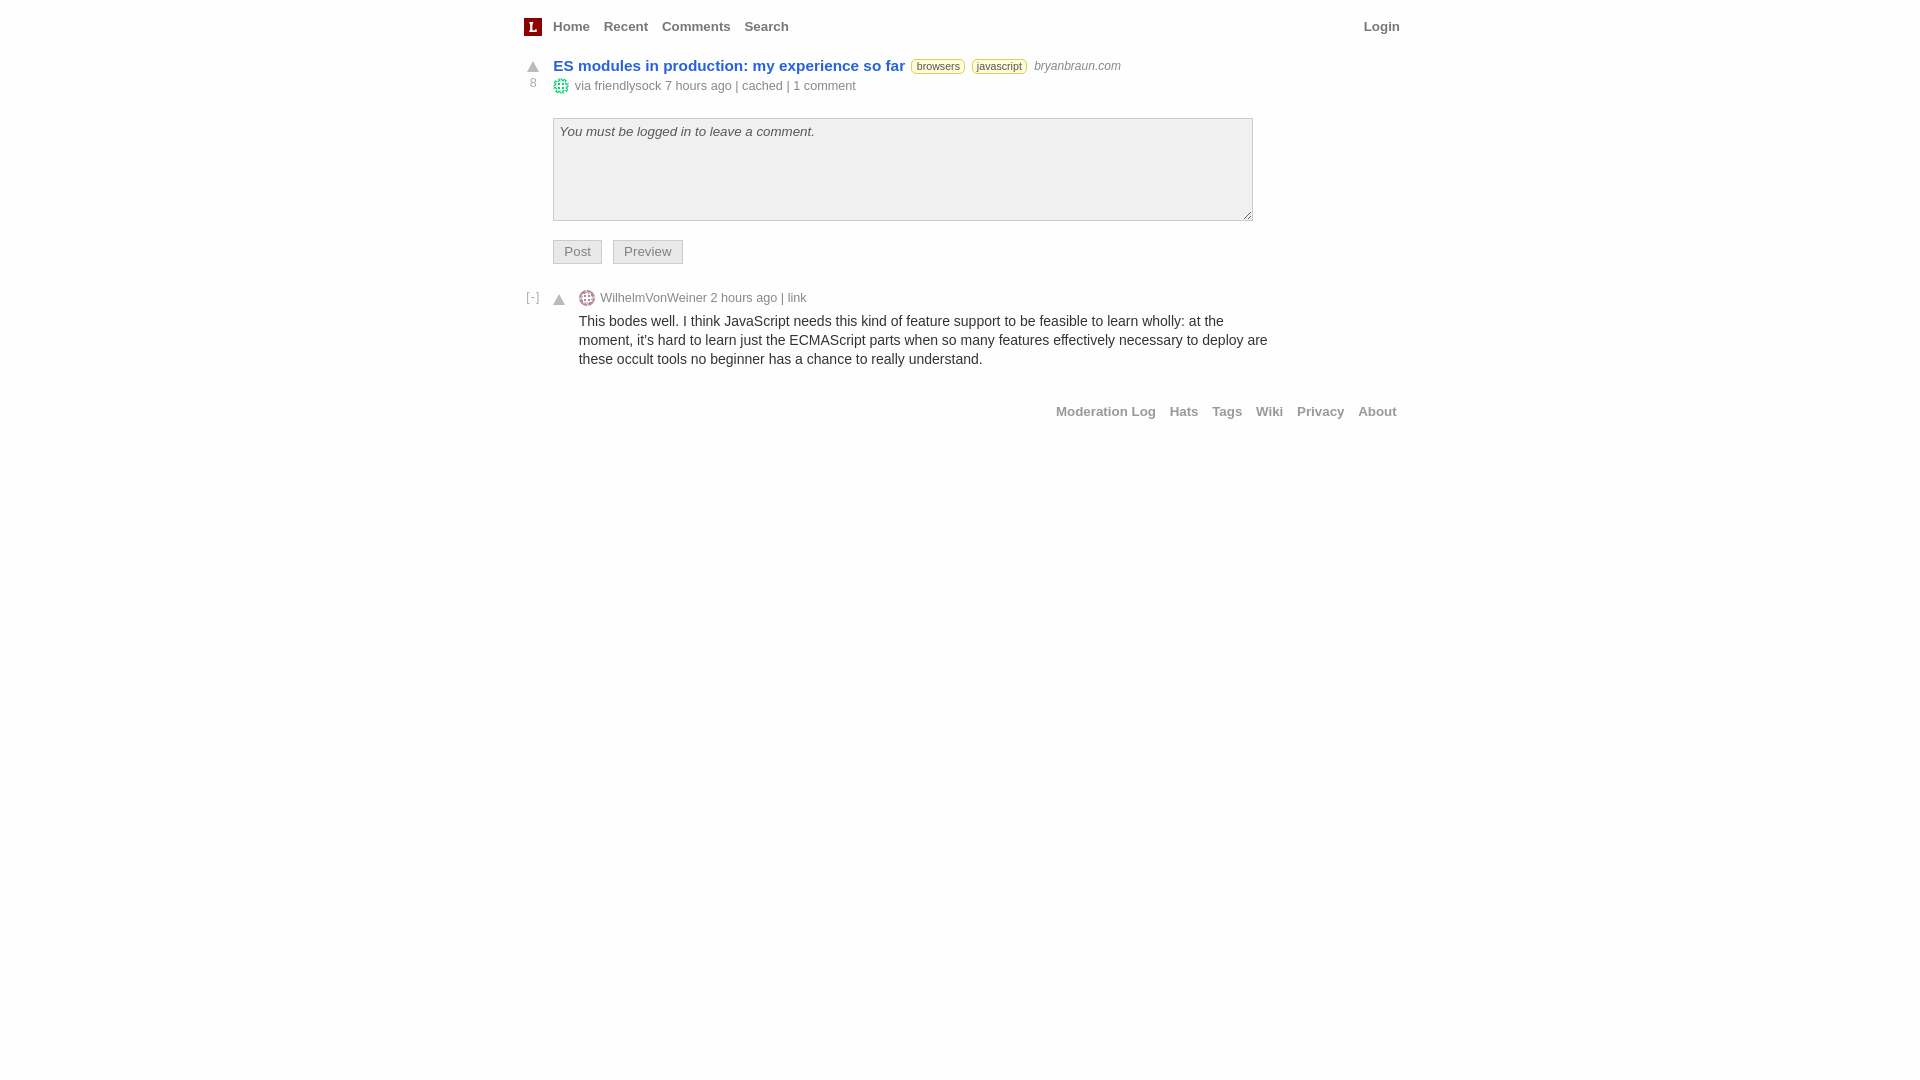 L Home Recent Comments Search Login
ES modules in production: my experience so far browsers javascript bryanbraun.com
8
via friendlysock 7 hours ago | cached | 1 comment
You must be logged in to leave a comment.
Post Preview
[-] WilhelmVonWeiner 2 hours ago | link
This bodes well. I think JavaScript needs this kind of feature support to be feasible to learn wholly: at the
moment, it’s hard to learn just the ECMAScript parts when so many features effectively necessary to deploy are
these occult tools no beginner has a chance to really understand.
Moderation Log Hats Tags Wiki Privacy About